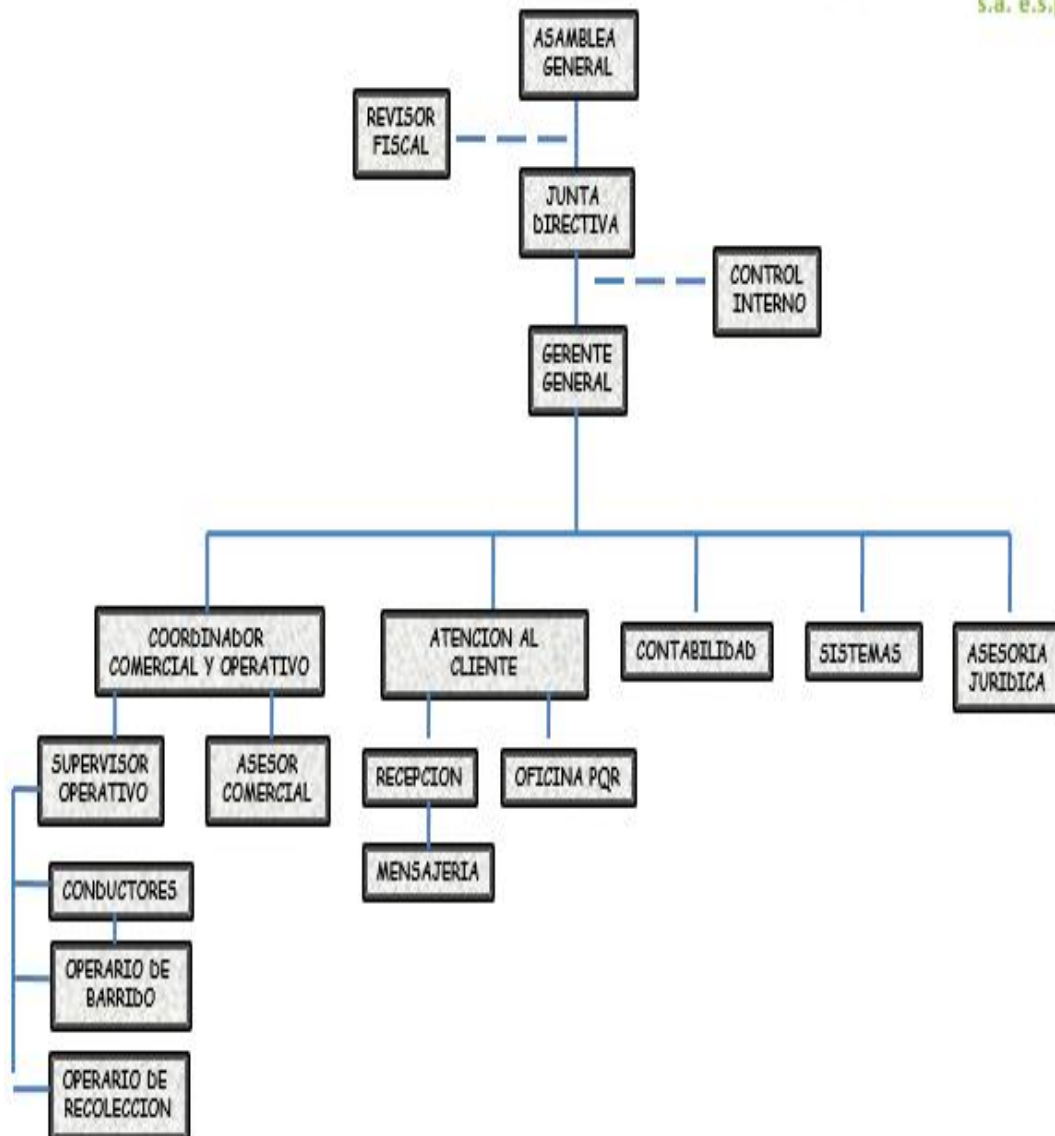 s.a. e.s.
ASAMBLEA
GENERAL
REVISOR
FISCAL
JUNTA
DIRECTIVA
CONTROL
INTERNO
GERENTE
GENERAL
COORDINADOR
COMERCIAL Y OPERATIVO
ATENCION AL
CLIENTE
CONTABILIDAD
SISTEMAS
ASESORIA
JURIDICA
SUPERVISOR
OPERATIVO
ASESOR
COMERCIAL
RECEPCION
OFICINA PQR
MENSAJERIA
CONDUCTORES
OPERARIO DE
BARRIDO
OPERARIO DE
RECOLECCION